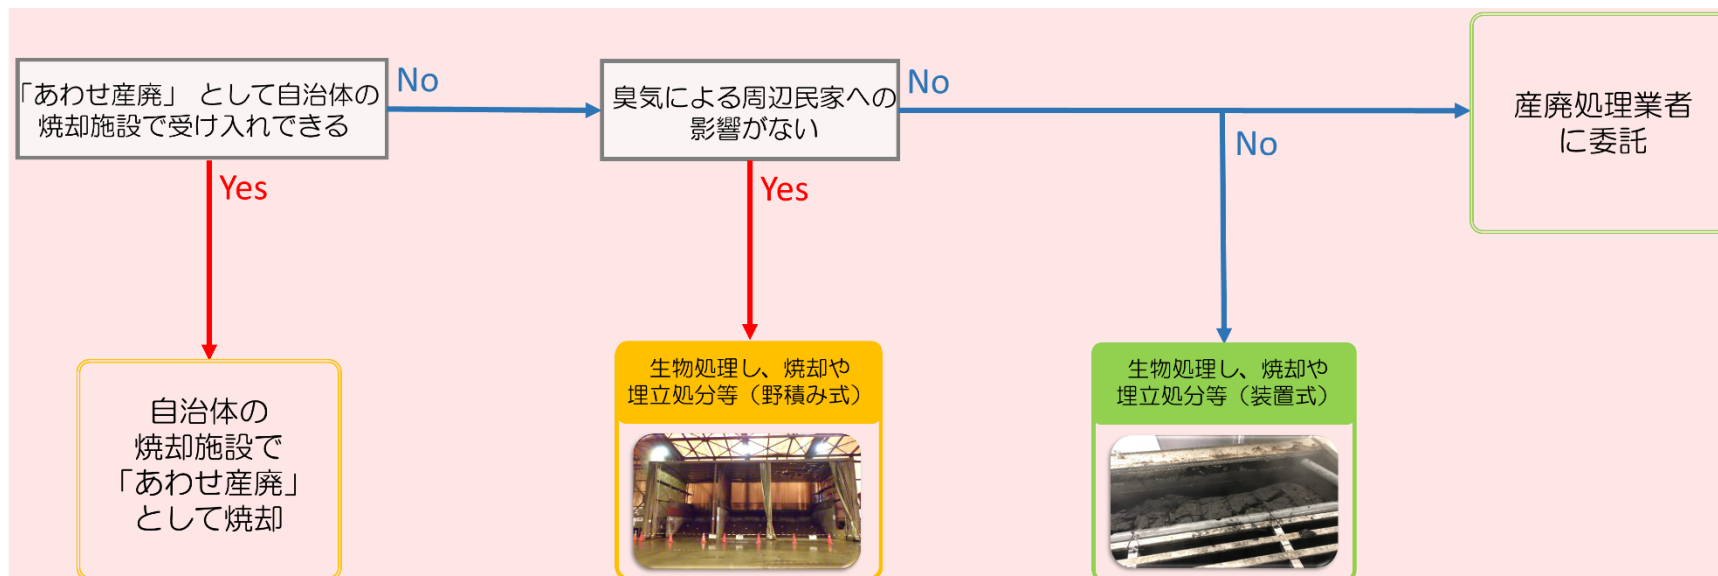 「あわせ産廃」 として自治体の
焼却施設で受け入れできる
No
臭気による周辺民家への
影響がない
No
産廃処理業者
に委託
No
Yes
Yes
自治体の
焼却施設で
「あわせ産廃」
として焼却
生物処理し、焼却や
埋立処分等（野積み式）
生物処理し、焼却や
埋立処分等（装置式）